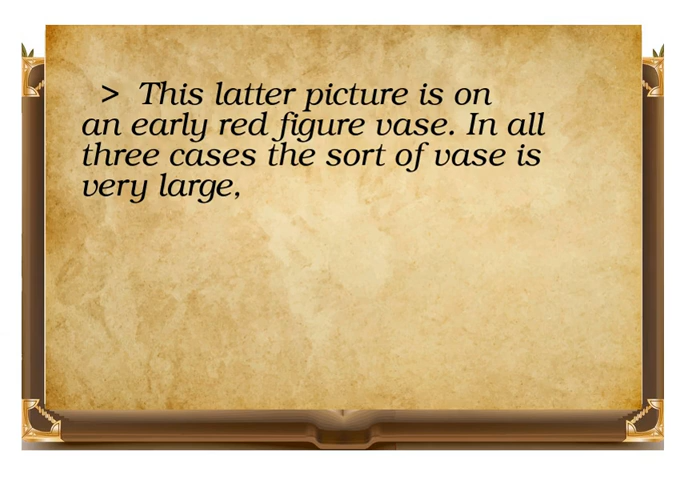 > This latter picture is on
an early red figure vase. In all
three cases the sort of vase is
very large,